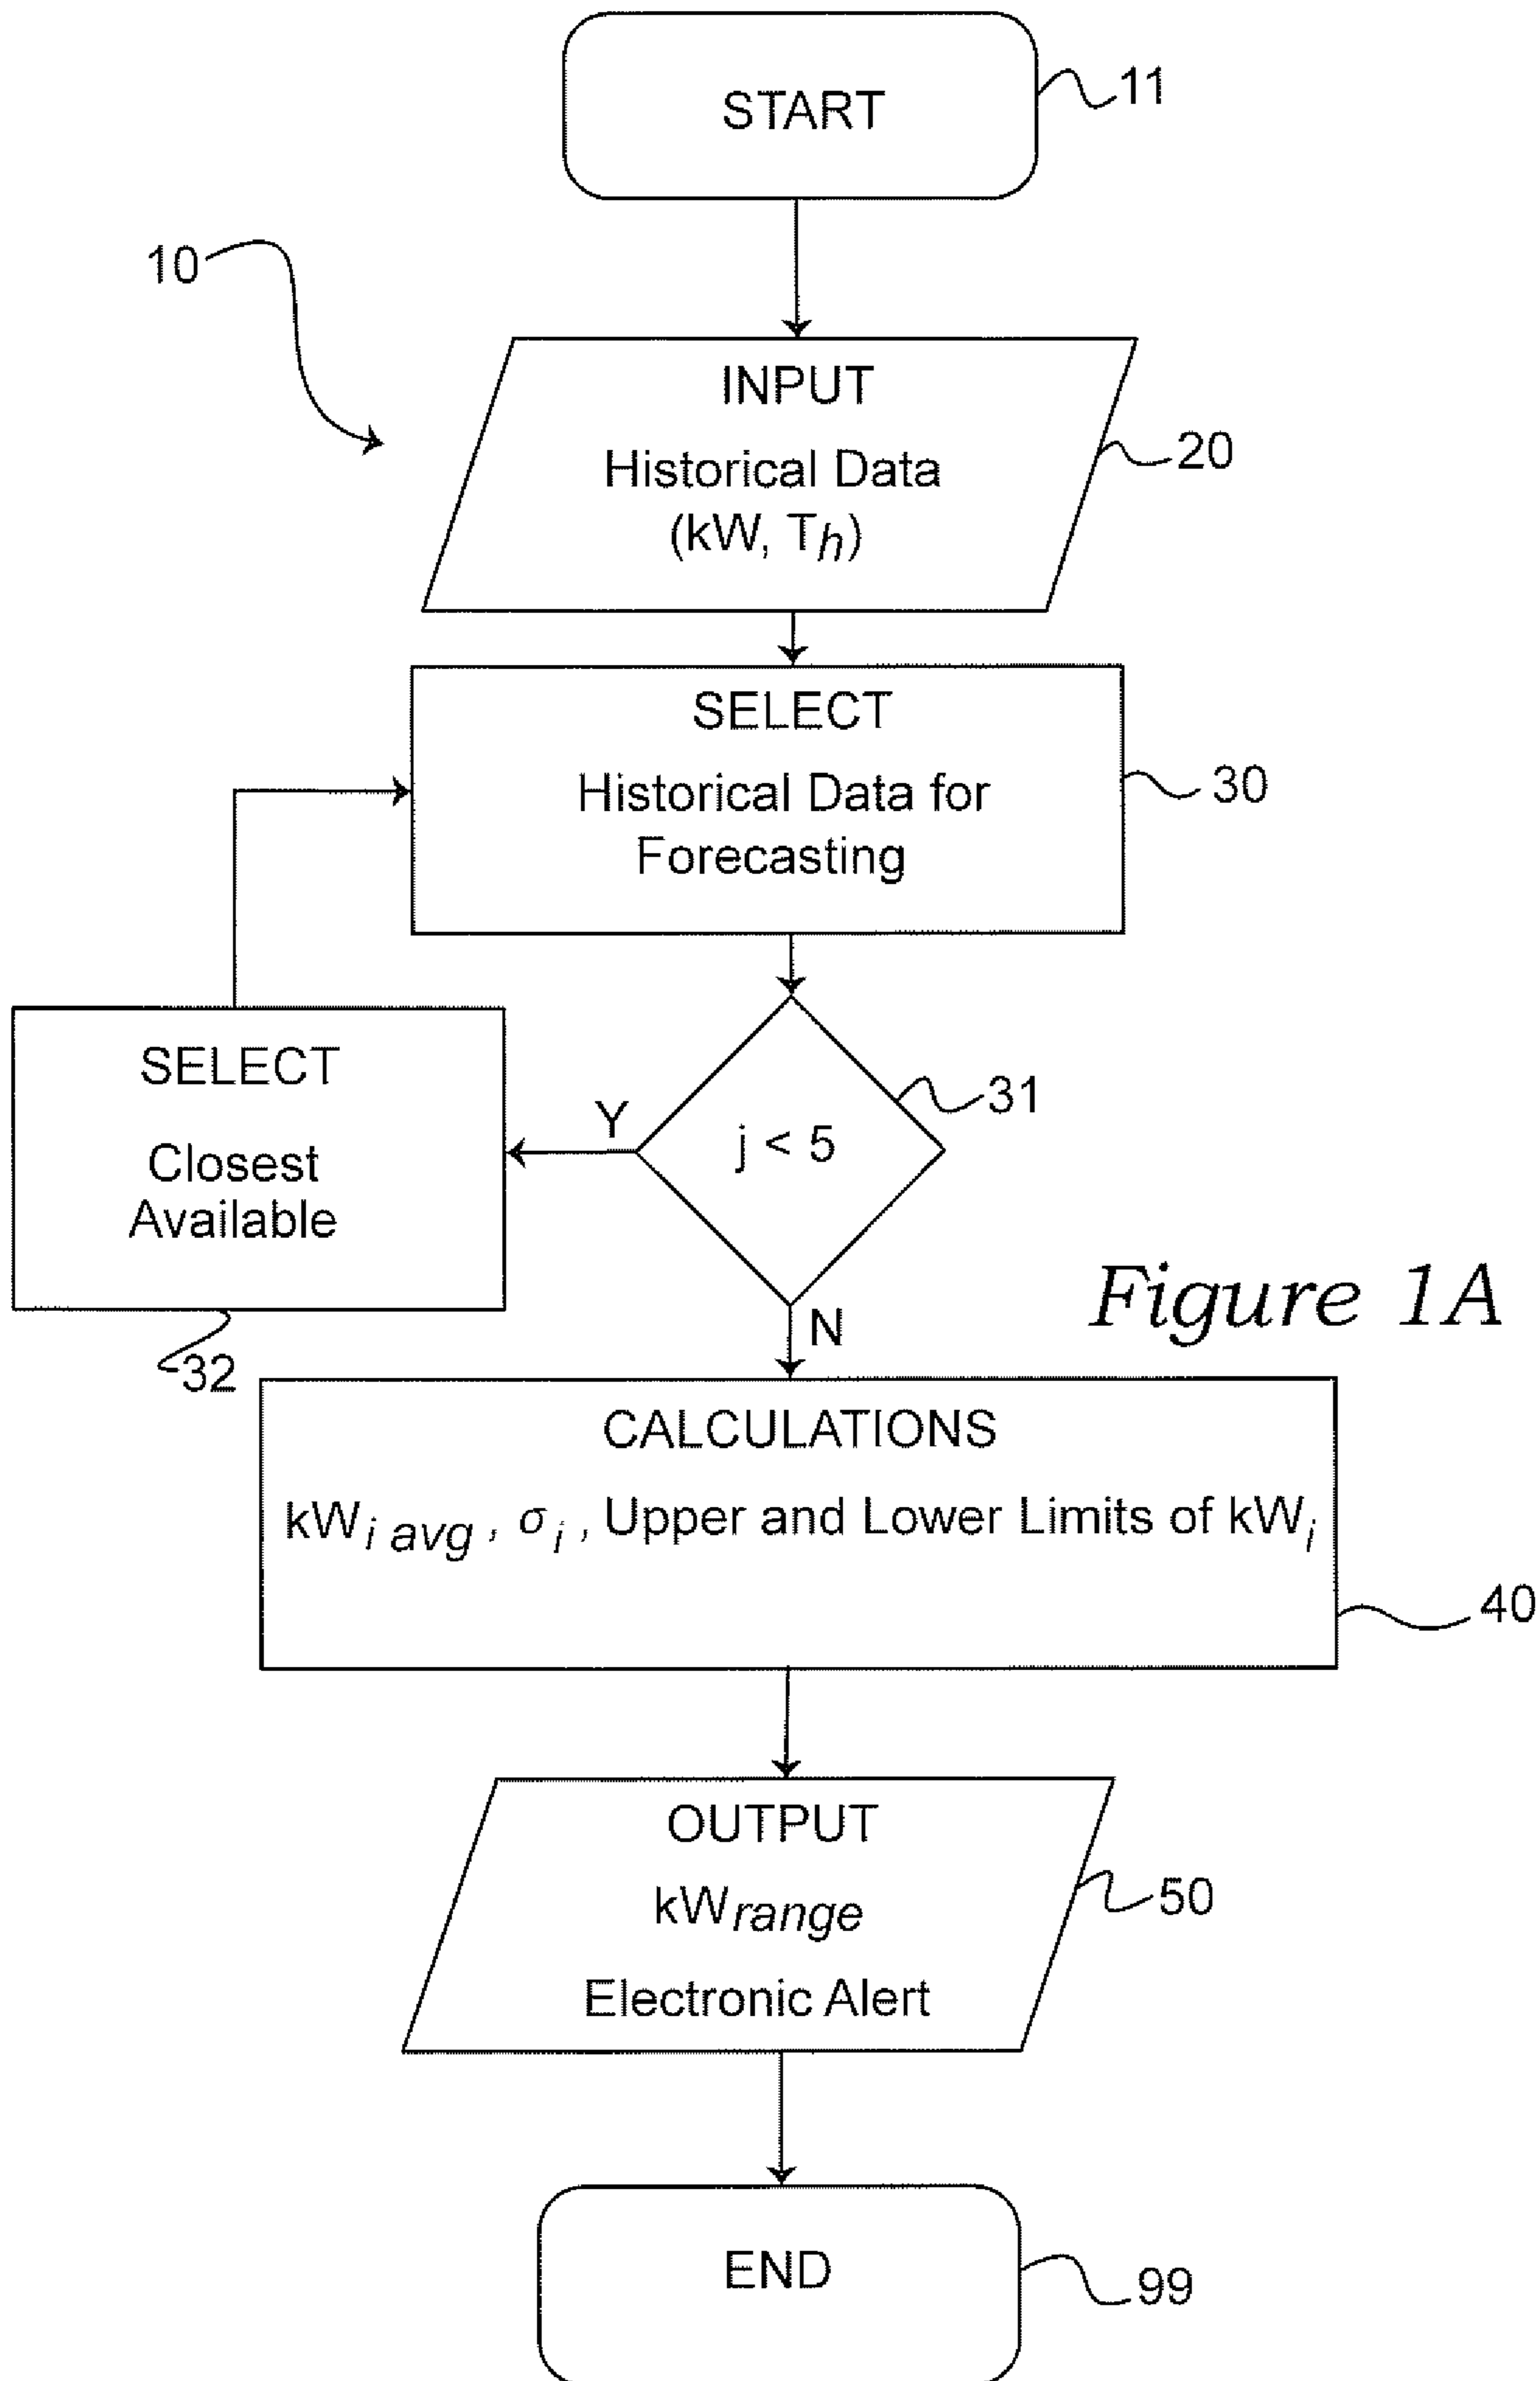 START
11
10
INPUT
Historical Data
(kW, Th)
20
SELECT
Historical Data for
Forecasting
30
SELECT
Closest
Available
32
Y
j < 5
31
N
Figure 1A
CALCULATIONS
kWi avg , σi , Upper and Lower Limits of kWi
40
OUTPUT
kWrange
Electronic Alert
50
END
99